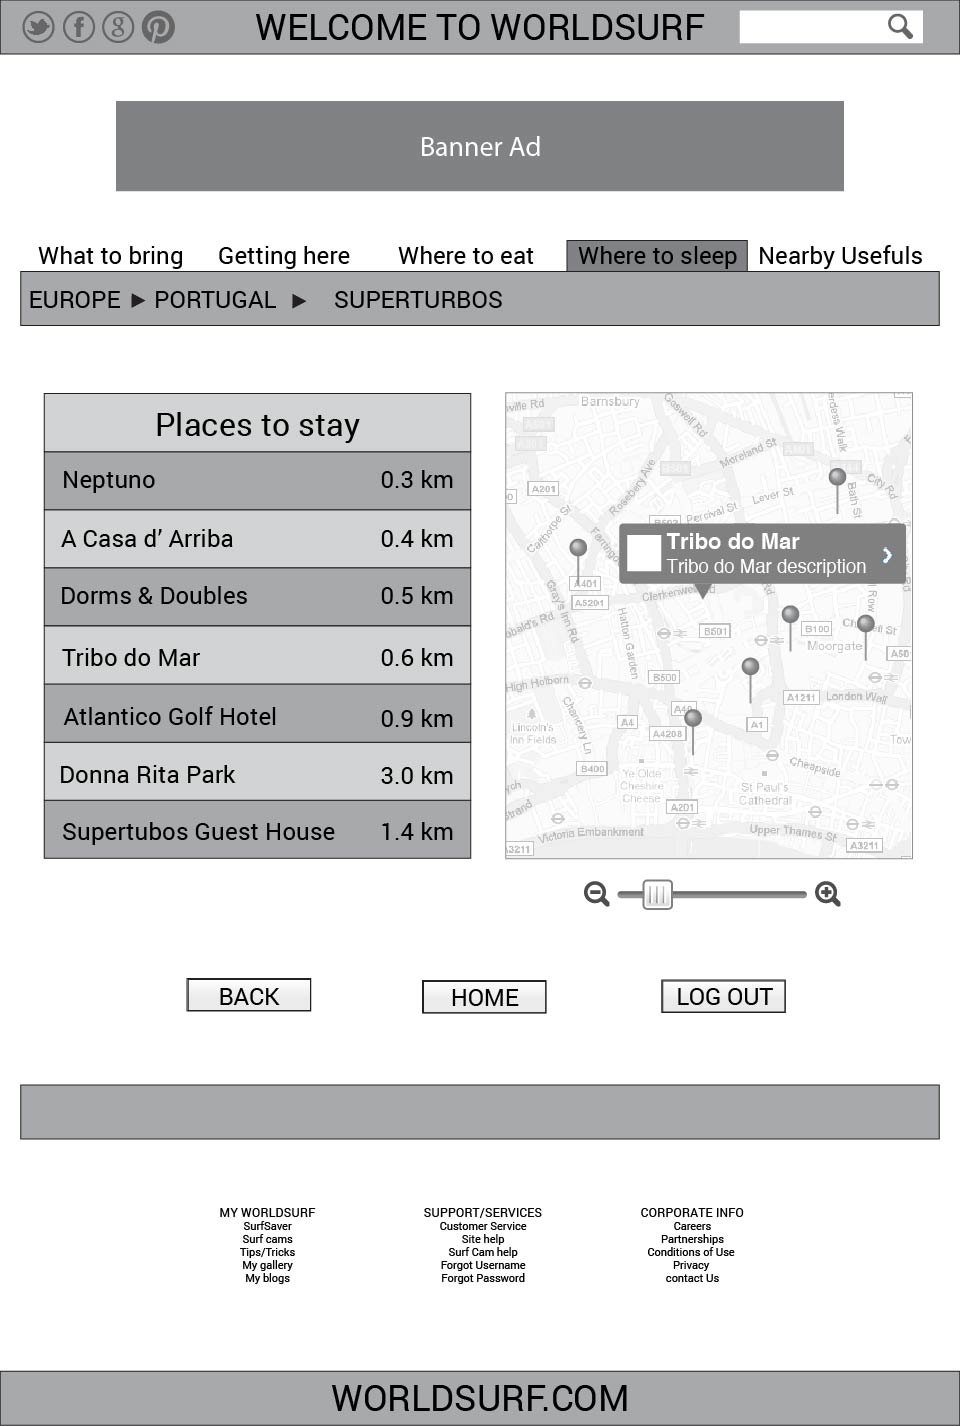 WELCOME TO WORLDSURF
Banner Ad
What to bring
Getting here
Where to eat
Where to sleep
Nearby Usefuls
EUROPE
PORTUGAL
SUPERTURBOS
Places to stay
Neptuno 0.3 km
A Casa d’ Arriba 0.4 km
Dorms & Doubles 0.5 km
Tribo do Mar 0.6 km
Atlantico Golf Hotel 0.9 km
Donna Rita Park 3.0 km
Supertubos Guest House 1.4 km
ville Rd
Barnsbury
Goswell Rd
Moreland St
City Rd
A201
Rosebery Ave
Lever St
Bath St
Percival St
Calthorpe St
Tribo do Mar
Tribo do Mar description
A401
A5201
Gray's Inn Rd
Hatton Garden
B501
B100
Moorgate
High Holborn
B500
A1211
London Wall
Chancery Ln
Lincoln's
Inn Fields
A4
A4208
A1
B400
Ye Olde
Cheshire
Cheese
Cheapside
St Paul's
Cathedral
A201
Strand
Victoria Embankment
Upper Thames St
A3211
A3211
BACK
HOME
LOG OUT
MY WORLDSURF
SurfSaver
Surf cams
Tips/Tricks
My gallery
My blogs
SUPPORT/SERVICES
Customer Service
Site help
Surf Cam help
Forgot Username
Forgot Password
CORPORATE INFO
Careers
Partnerships
Conditions of Use
Privacy
contact Us
WORLDSURF.COM